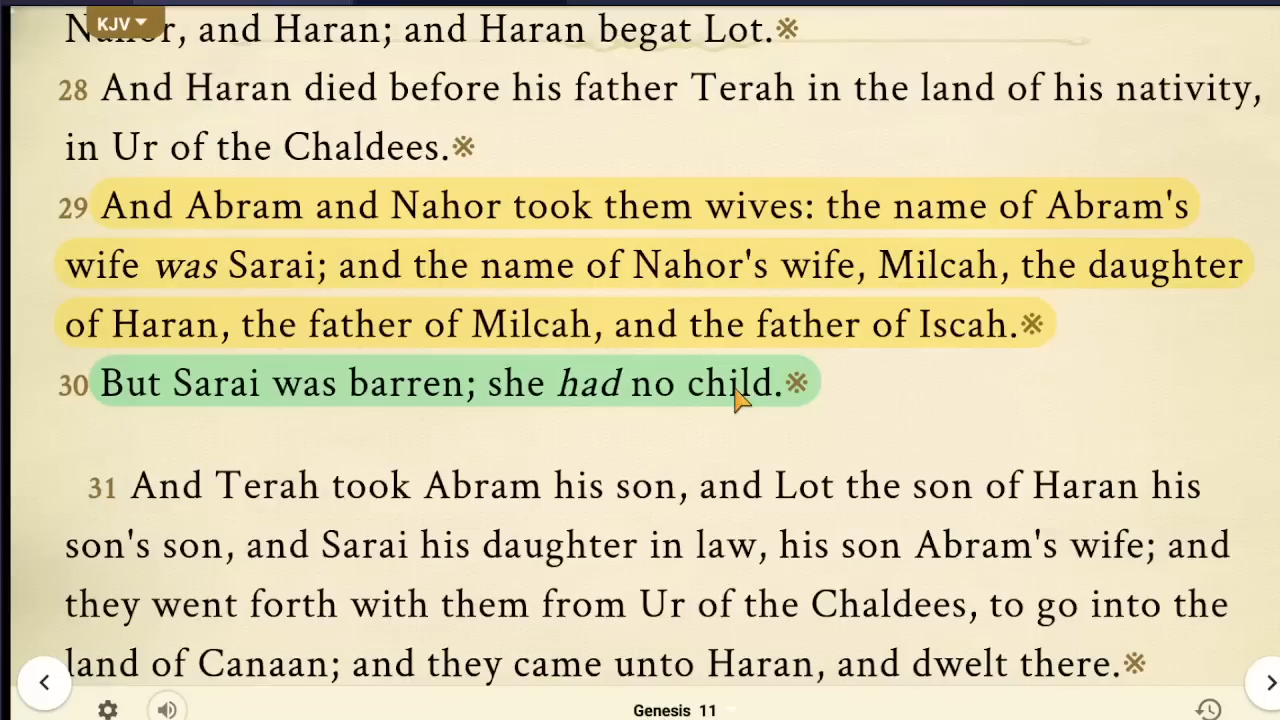 KJV
Nahor, and Haran; and Haran begat Lot.※
28 And Haran died before his father Terah in the land of his nativity,
in Ur of the Chaldees.※
29 And Abram and Nahor took them wives: the name of Abram's
wife was Sarai; and the name of Nahor's wife, Milcah, the daughter
of Haran, the father of Milcah, and the father of Iscah.※
30 But Sarai was barren; she had no child.※
31 And Terah took Abram his son, and Lot the son of Haran his
son's son, and Sarai his daughter in law, his son Abram's wife; and
they went forth with them from Ur of the Chaldees, to go into the
land of Canaan; and they came unto Haran, and dwelt there.※
Genesis 11